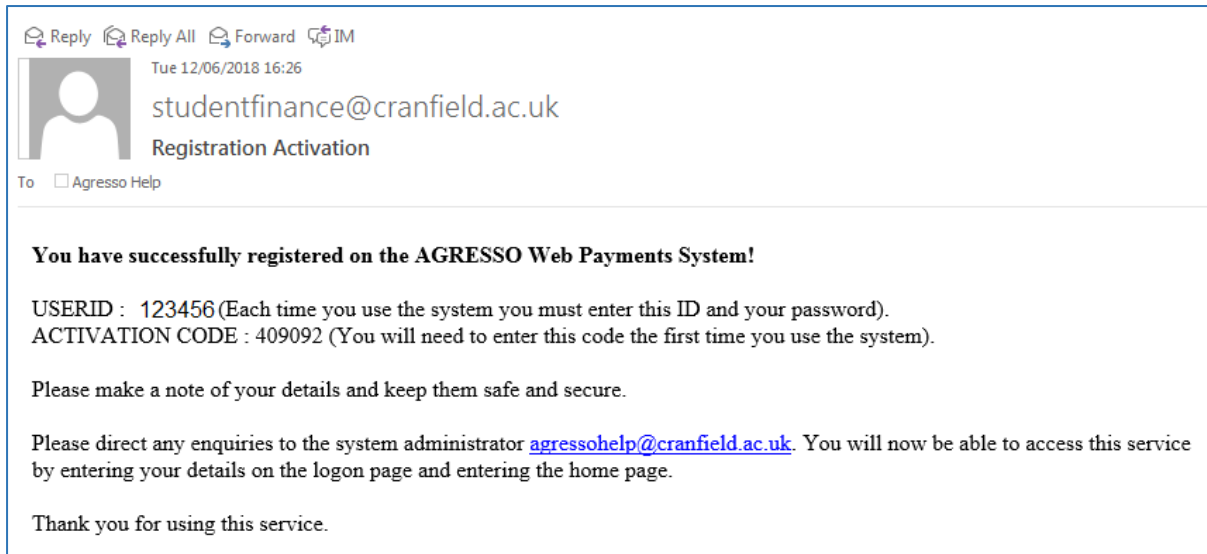 Reply Reply All Forward IM
Tue 12/06/2018 16:26
studentfinance@cranfield.ac.uk
Registration Activation
To Agresso Help
You have successfully registered on the AGRESSO Web Payments System!
USERID : 123456 (Each time you use the system you must enter this ID and your password).
ACTIVATION CODE : 409092 (You will need to enter this code the first time you use the system).
Please make a note of your details and keep them safe and secure.
Please direct any enquiries to the system administrator agressohelp@cranfield.ac.uk. You will now be able to access this service
by entering your details on the logon page and entering the home page.
Thank you for using this service.